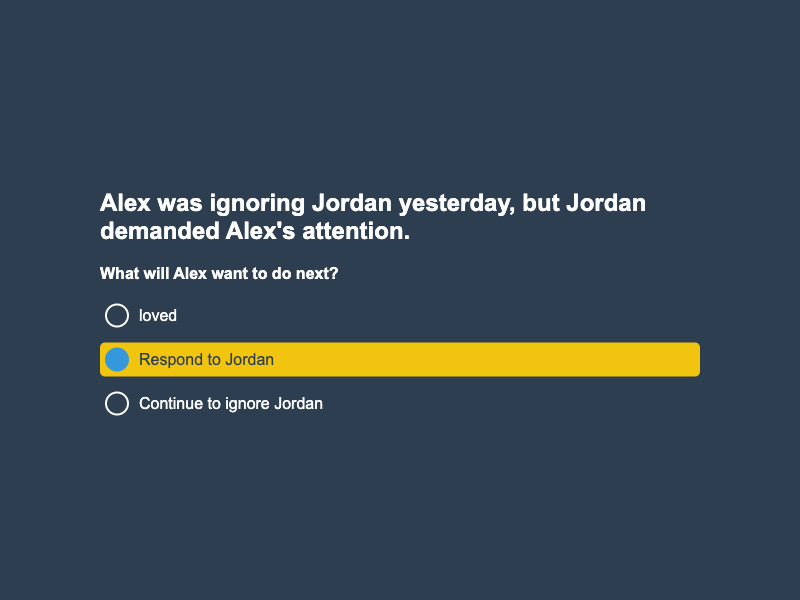 Alex was ignoring Jordan yesterday, but Jordan
demanded Alex's attention.
What will Alex want to do next?
loved
Respond to Jordan
Continue to ignore Jordan